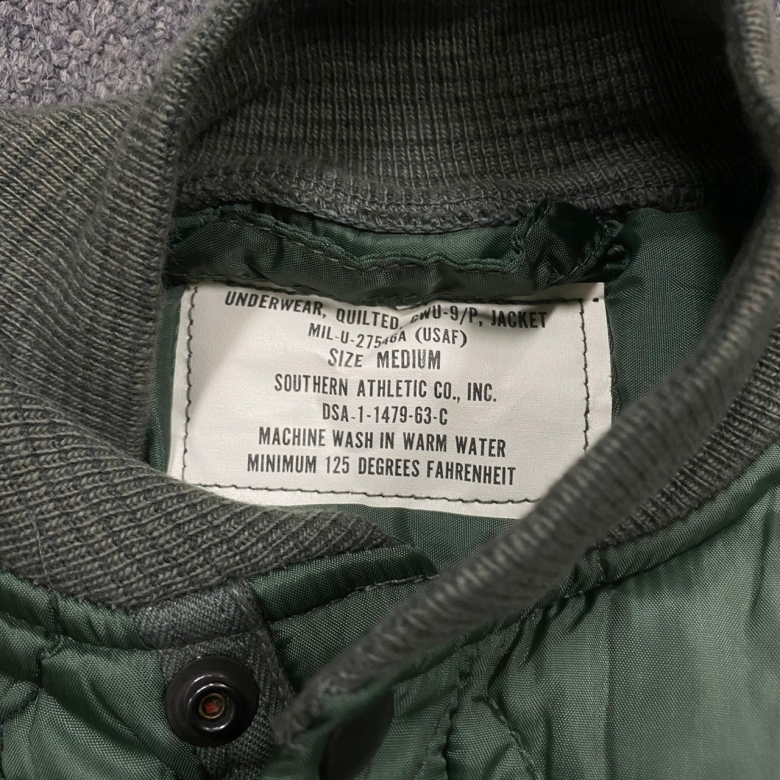 UNDERWEAR, QUILTED, CWU-9/P, JACKET
MIL-U-27546A (USAF)
SIZE MEDIUM
SOUTHERN ATHLETIC CO., INC.
DSA-1-1479-63-C
MACHINE WASH IN WARM WATER
MINIMUM 125 DEGREES FAHRENHEIT